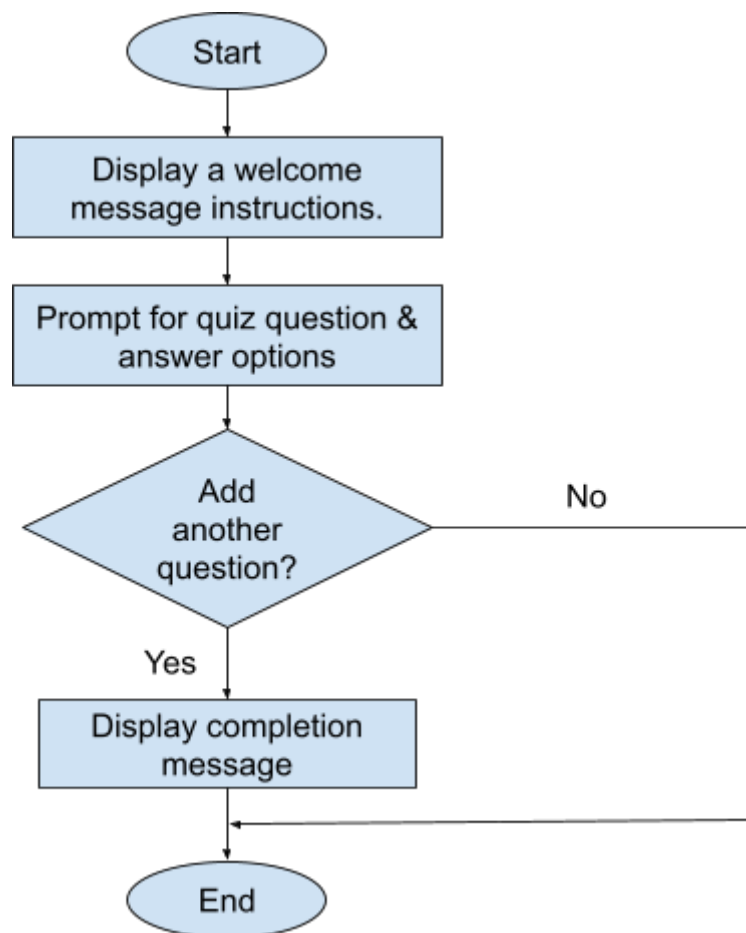 Start
Display a welcome
message instructions.
Prompt for quiz question &
answer options
Add
another
question?
No
Yes
Display completion
message
End